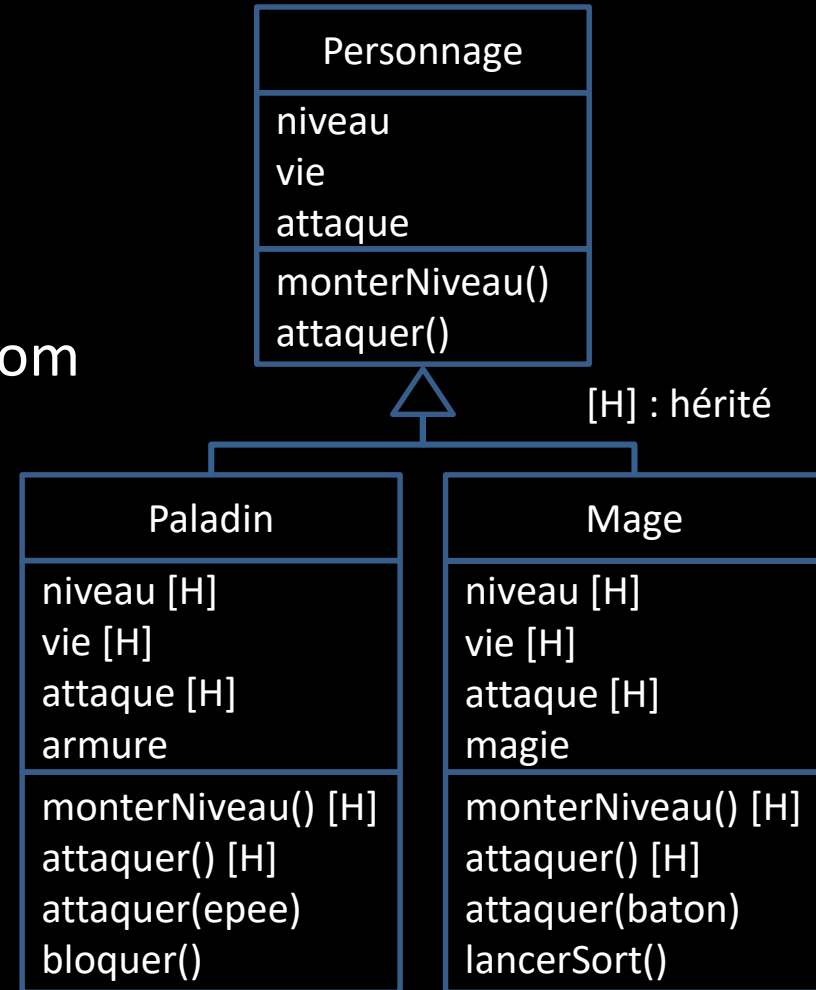 Personnage
niveau
vie
attaque
monterNiveau()
attaquer()
om
[H] : hérité
Paladin
niveau [H]
vie [H]
attaque [H]
armure
monterNiveau() [H]
attaquer() [H]
attaquer(epee)
bloquer()
Mage
niveau [H]
vie [H]
attaque [H]
magie
monterNiveau() [H]
attaquer() [H]
attaquer(baton)
lancerSort()